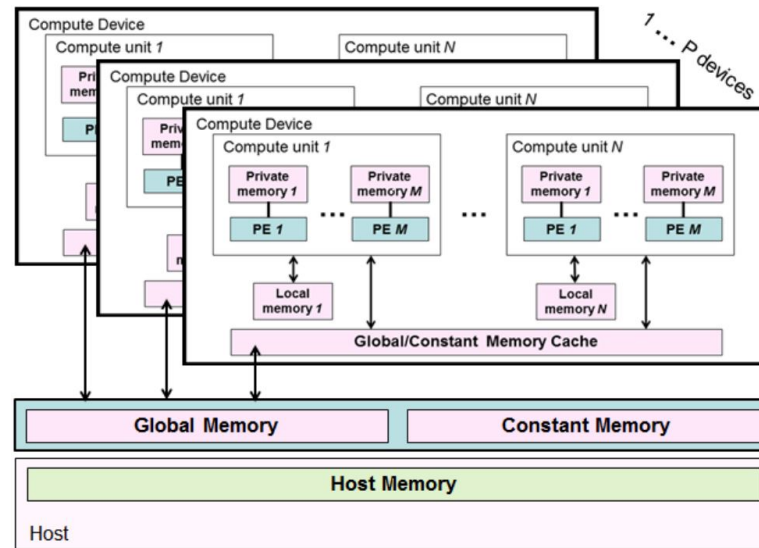 1 ... P devices
Compute Device
Compute unit 1
Compute unit N
Compute Device
Compute unit 1
Compute unit N
Compute Device
Compute unit 1
Compute unit N
Private
memory 1
Private
memory M
Private
memory 1
Private
memory M
PE 1
...
PE M
...
PE 1
...
PE M
Local
memory 1
Local
memory N
Global/Constant Memory Cache
Global Memory
Constant Memory
Host Memory
Host